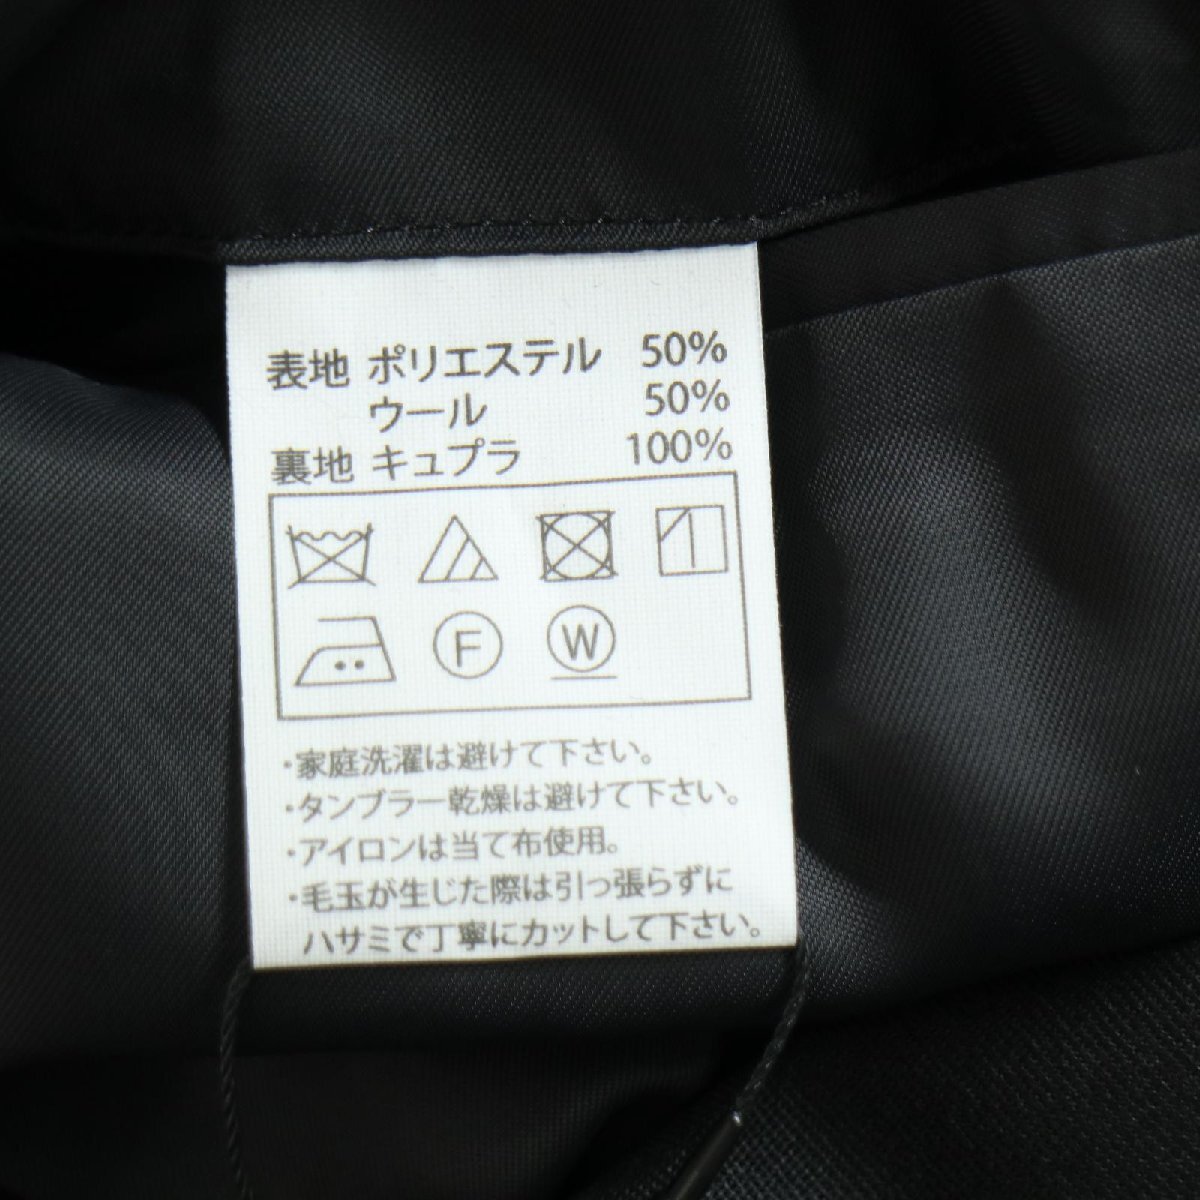 表地 ポリエステル 50%
ウール 50%
裏地 キュプラ 100%
F W
・家庭洗濯は避けて下さい。
・タンブラー乾燥は避けて下さい。
・アイロンは当て布使用。
・毛玉が生じた際は引っ張らずに
ハサミで丁寧にカットして下さい。